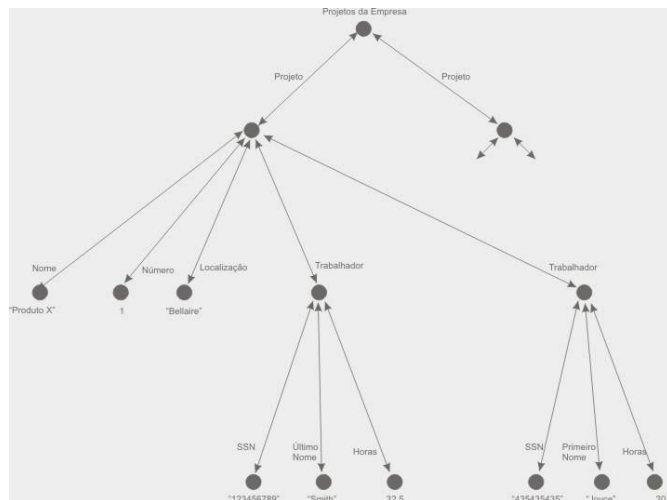 Projetos da Empresa
Projeto
Projeto
Nome
Número
Localização
Trabalhador
Trabalhador
"Produto X"
1
"Bellaire"
SSN
Último
Nome
Horas
SSN
Primeiro
Nome
Horas
"123456789"
"Smith"
32,5
"435435435"
"Joyce"
20